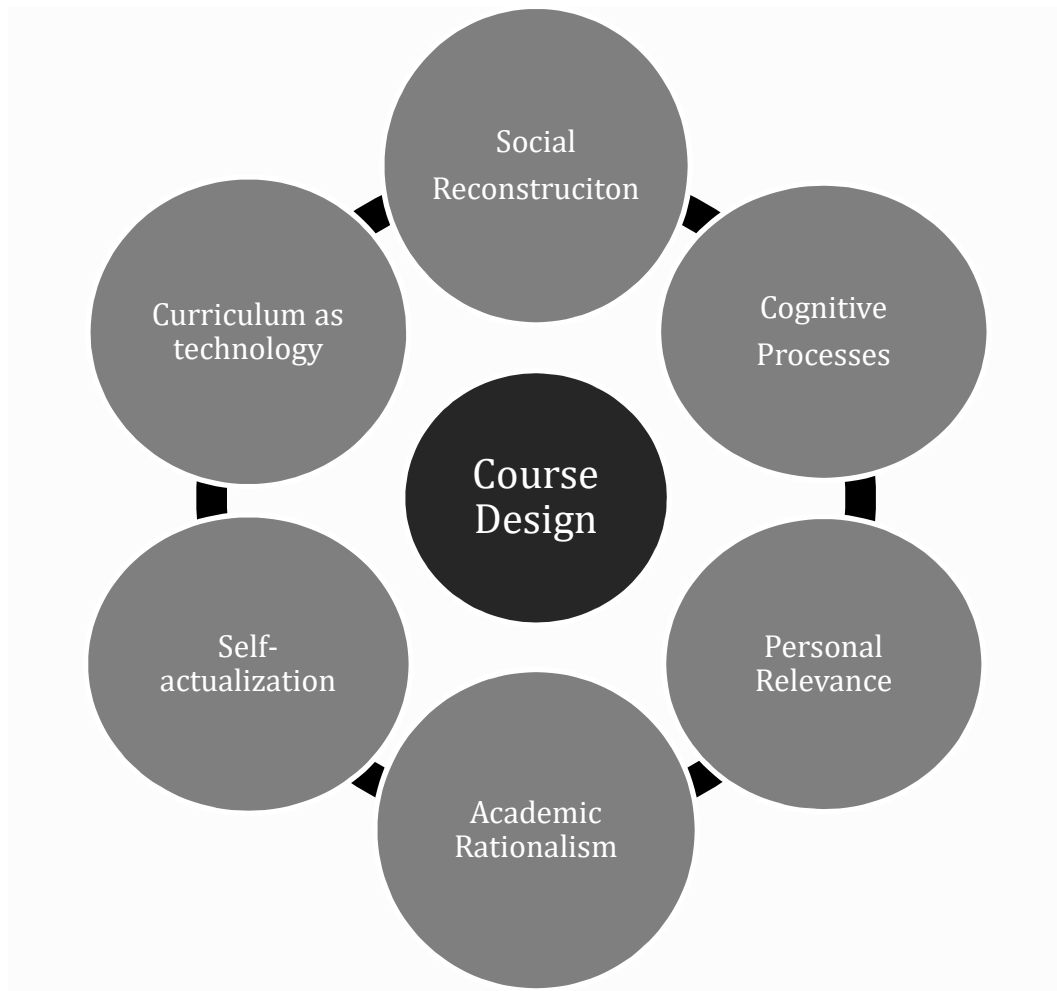 Social
Reconstruciton
Cognitive
Processes
Personal
Relevance
Academic
Rationalism
Self-
actualization
Curriculum as
technology
Course
Design